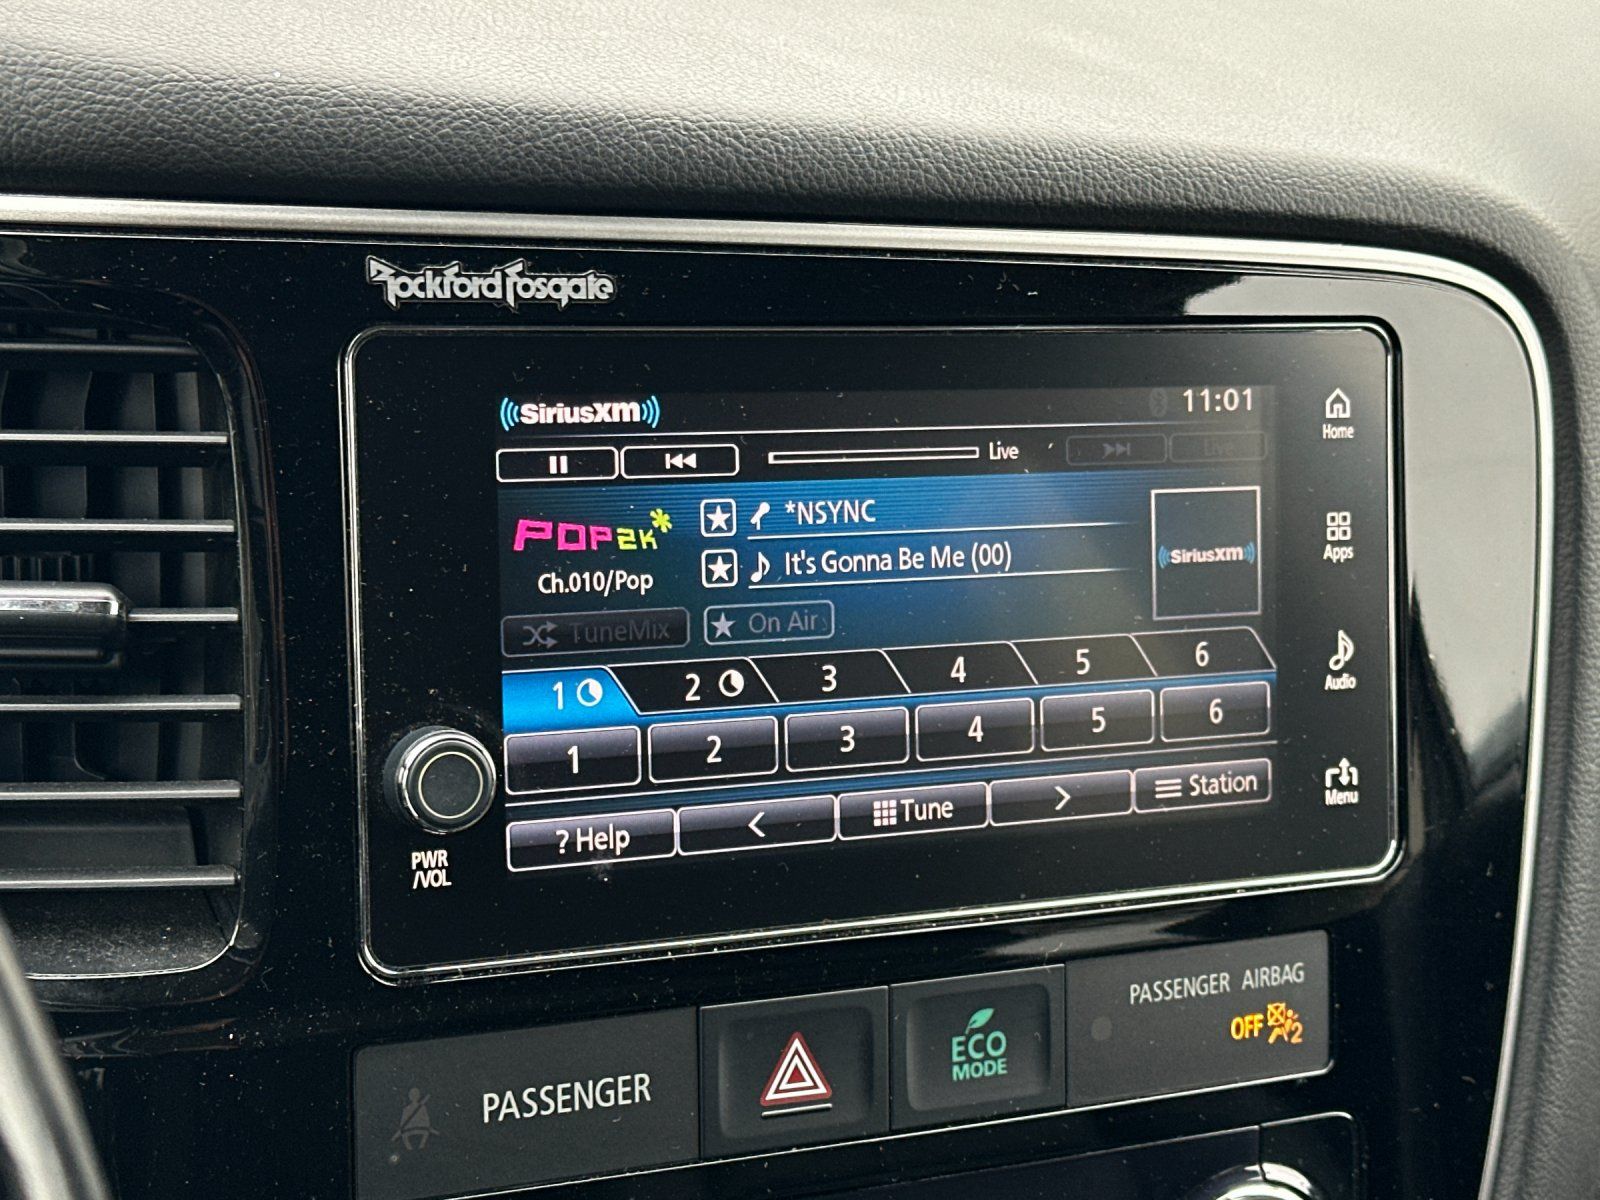 Rockford Fosgate
SiriusXM
11:01
Live
Live
POP2K*
*NSYNC
It's Gonna Be Me (00)
Ch.010/Pop
SiriusXM
TuneMix
On Air
1 2 3 4 5 6
1 2 3 4 5 6
? Help
<
Tune
>
Station
Home
Apps
Audio
Menu
PWR
/VOL
PASSENGER
ECO
MODE
PASSENGER AIRBAG
OFF 2